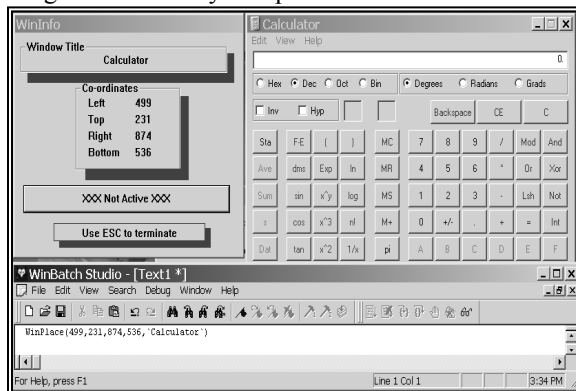 WinInfo
Window Title
Calculator
Co-ordinates
Left 499
Top 231
Right 874
Bottom 536
XXX Not Active XXX
Use ESC to terminate
Calculator
Edit View Help
0.
Hex Dec Oct Bin Degrees Radians Grads
Inv Hyp Backspace CE C
Sta F-E ( ) MC 7 8 9 / Mod And
Ave dms Exp ln MR 4 5 6 * Or Xor
Sum sin x^y log MS 1 2 3 - Lsh Not
s cos x^3 n! M+ 0 +/- . + = Int
Dat tan x^2 1/x pi A B C D E F
WinBatch Studio - [Text1 *]
File Edit View Search Debug Window Help
WinPlace(499,231,874,536,`Calculator`)
For Help, press F1 Line 1 Col 1 3:34 PM